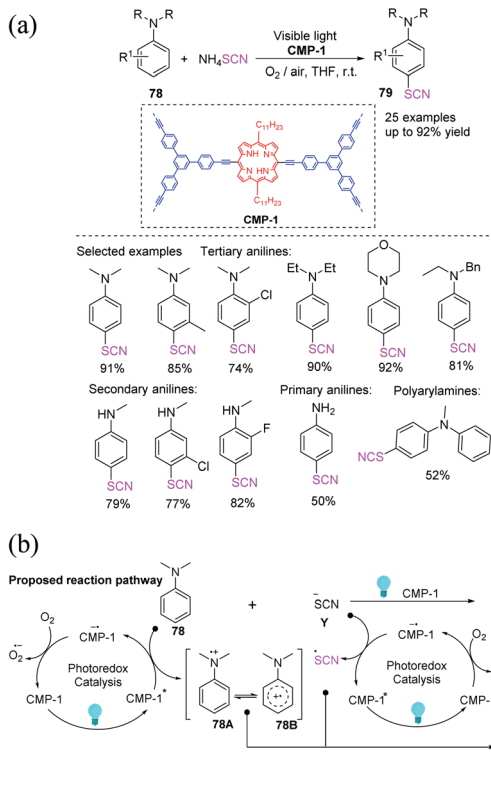 (a)
R N R
R¹
78
+ NH₄SCN
Visible light
CMP-1
O₂ / air, THF, r.t.
R N R
R¹
SCN
79
25 examples
up to 92% yield
C₁₁H₂₃
NH N
N HN
C₁₁H₂₃
CMP-1
Selected examples Tertiary anilines:
N
SCN
91%
N
SCN
85%
N
Cl
SCN
74%
Et N Et
SCN
90%
O
N
SCN
92%
N Bn
SCN
81%
Secondary anilines: Primary anilines: Polyarylamines:
HN
SCN
79%
HN
Cl
SCN
77%
HN
F
SCN
82%
NH₂
SCN
50%
N
NCS
52%
(b)
Proposed reaction pathway
N
78
+
⁻SCN
Y
CMP-1
O₂
O₂•⁻
CMP-1•⁻
Photoredox
Catalysis
CMP-1
CMP-1*
N•+
78A
N
•+
78B
•SCN
CMP-1•⁻
O₂
Photoredox
Catalysis
CMP-1*
CMP-